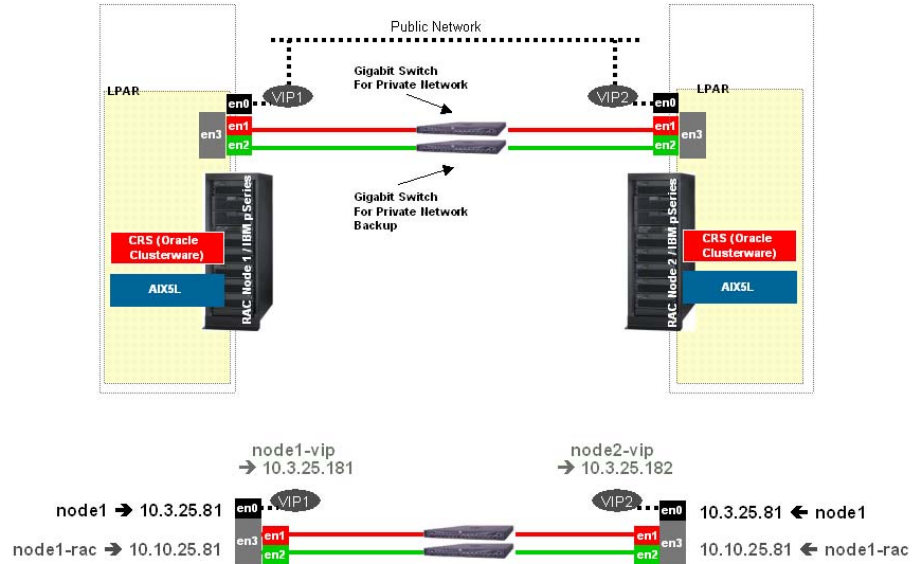 Public Network
Gigabit Switch
For Private Network
LPAR
VIP1
VIP2
LPAR
en0
en0
en1
en1
en3
en3
en2
en2
Gigabit Switch
For Private Network
Backup
RAC Node 1 / IBM pSeries
RAC Node 2 / IBM pSeries
CRS (Oracle
Clusterware)
CRS (Oracle
Clusterware)
AIX5L
AIX5L
node1-vip
➔ 10.3.25.181
node2-vip
➔ 10.3.25.182
VIP1
VIP2
node1 ➔ 10.3.25.81
en0
en0
10.3.25.81 ← node1
en3
en1
en1
en3
node1-rac ➔ 10.10.25.81
en2
en2
10.10.25.81 ← node1-rac